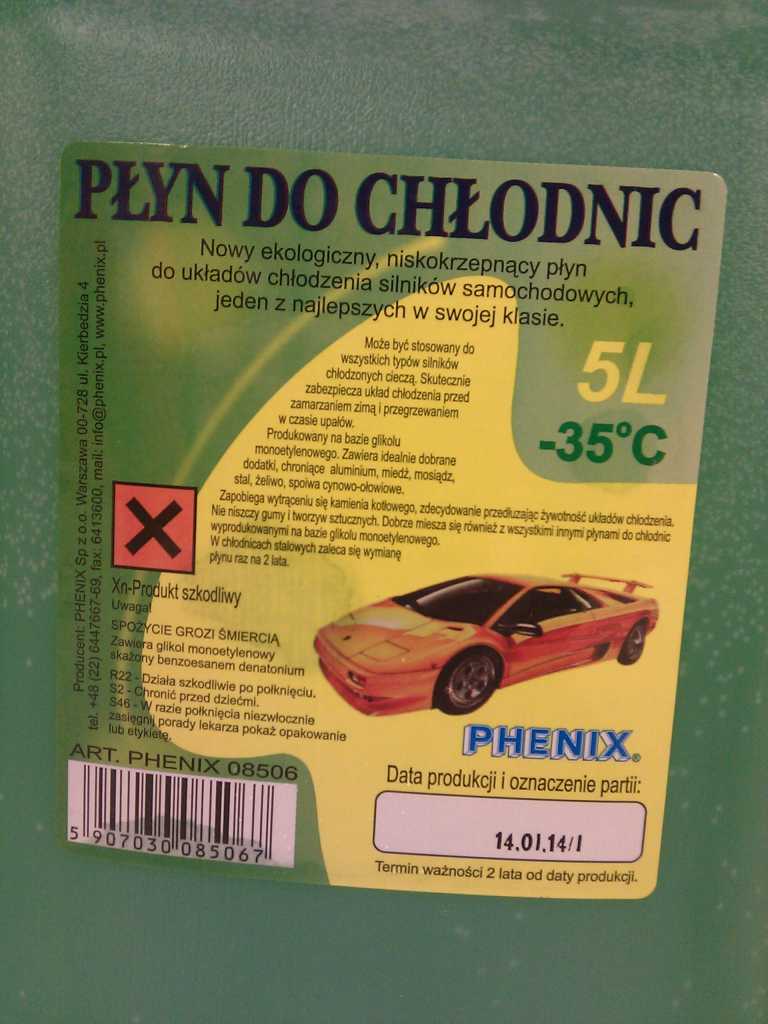 PŁYN DO CHŁODNIC
Nowy ekologiczny, niskokrzepnący płyn
do układów chłodzenia silników samochodowych,
jeden z najlepszych w swojej klasie.
Może być stosowany do
wszystkich typów silników
chłodzonych cieczą. Skutecznie
zabezpiecza układ chłodzenia przed
zamarzaniem zimą i przegrzewaniem
w czasie upałów.
Produkowany na bazie glikolu
monoetylenowego. Zawiera idealnie dobrane
dodatki, chroniące aluminium, miedź, mosiądz,
stal, żeliwo, spoiwa cynowo-ołowiowe.
Zapobiega wytrąceniu się kamienia kotłowego, zdecydowanie przedłużając żywotność układów chłodzenia.
Nie niszczy gumy i tworzyw sztucznych. Dobrze miesza się również z wszystkimi innymi płynami do chłodnic
wyprodukowanymi na bazie glikolu monoetylenowego.
W chłodnicach stalowych zaleca się wymianę
płynu raz na 2 lata.
5L
-35°C
Xn-Produkt szkodliwy
Uwaga!
SPOŻYCIE GROZI ŚMIERCIĄ
Zawiera glikol monoetylenowy
skażony benzoesanem denatonium
R22 - Działa szkodliwie po połknięciu.
S2 - Chronić przed dziećmi.
S46 - W razie połknięcia niezwłocznie
zasięgnij porady lekarza pokaż opakowanie
lub etykietę.
ART. PHENIX 08506
5 907030 085067
PHENIX®
Data produkcji i oznaczenie partii:
14.01.14/1
Termin ważności 2 lata od daty produkcji.
Producent: PHENIX Sp z o.o. Warszawa 00-728 ul. Kierbedzia 4
tel. +48 (22) 6447667-69, fax: 6413600, mail: info@phenix.pl, www.phenix.pl